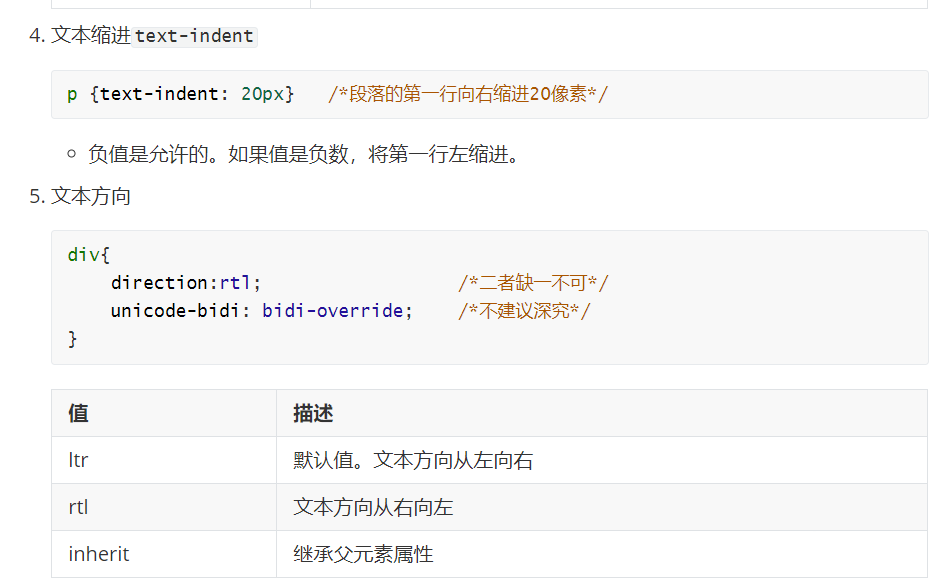 4. 文本缩进text-indent
p {text-indent: 20px}   /*段落的第一行向右缩进20像素*/
负值是允许的。如果值是负数，将第一行左缩进。
5. 文本方向
div{
    direction:rtl;                  /*二者缺一不可*/
    unicode-bidi: bidi-override;    /*不建议深究*/
}
值 描述
ltr 默认值。文本方向从左向右
rtl 文本方向从右向左
inherit 继承父元素属性